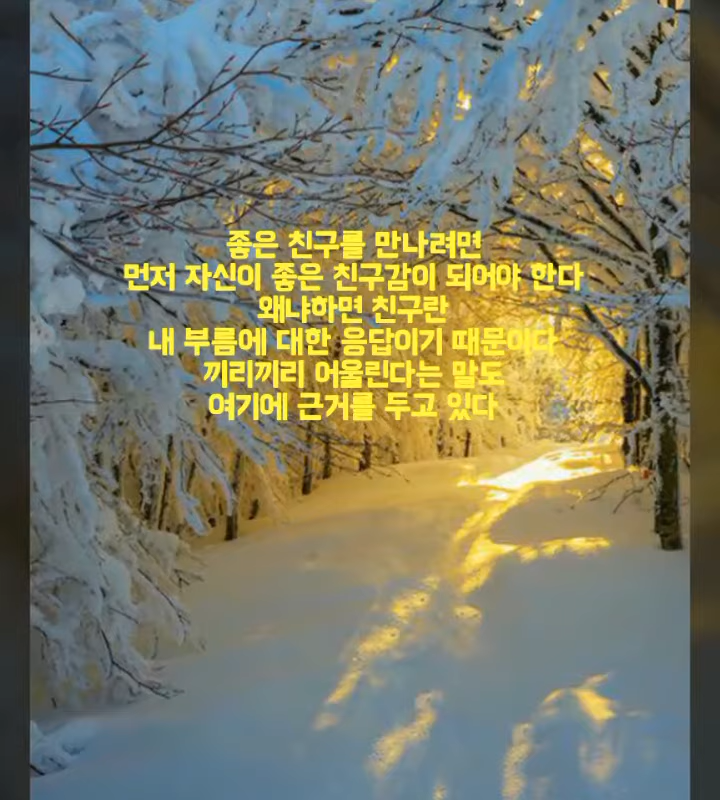 좋은 친구를 만나려면
먼저 자신이 좋은 친구감이 되어야 한다
왜냐하면 친구란
내 부름에 대한 응답이기 때문이다
끼리끼리 어울린다는 말도
여기에 근거를 두고 있다